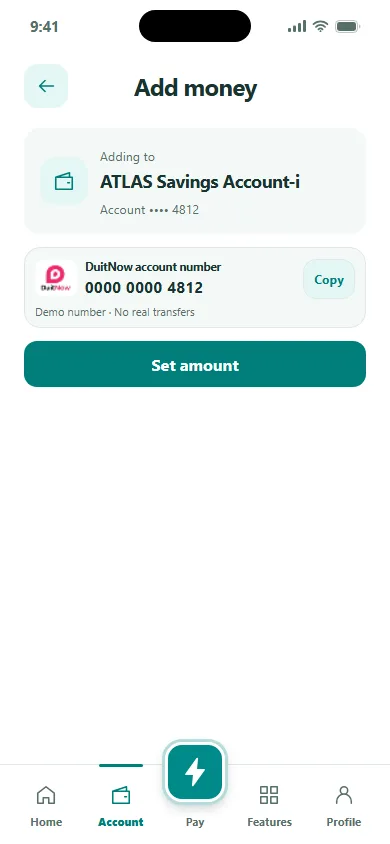 9:41
Add money
Adding to
ATLAS Savings Account-i
Account •••• 4812
DuitNow
DuitNow account number
0000 0000 4812
Copy
Demo number · No real transfers
Set amount
Home
Account
Pay
Features
Profile